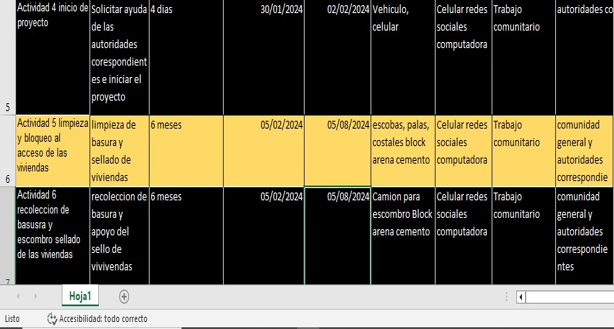 Actividad 4 inicio de
proyecto
Solicitar ayuda
de las
autoridades
corespondient
es e iniciar el
proyecto
4 dias
30/01/2024
02/02/2024
Vehiculo,
celular
Celular redes
sociales
computadora
Trabajo
comunitario
autoridades co
5
Actividad 5 limpieza
y bloqueo al
acceso de las
viviendas
limpieza de
basura y
sellado de
viviendas
6 meses
05/02/2024
05/08/2024
escobas, palas,
costales block
arena cemento
Celular redes
sociales
computadora
Trabajo
comunitario
comunidad
general y
autoridades
correspondie
6
Actividad 6
recoleccion de
basusra y
escombro sellado
de las viviendas
recoleccion de
basura y
apoyo del
sello de
vivivendas
6 meses
05/02/2024
05/08/2024
Camion para
escombro Block
arena cemento
Celular redes
sociales
computadora
Trabajo
comunitario
comunidad
general y
autoridades
correspondie
ntes
7
Hoja1
Listo
Accesibilidad: todo correcto